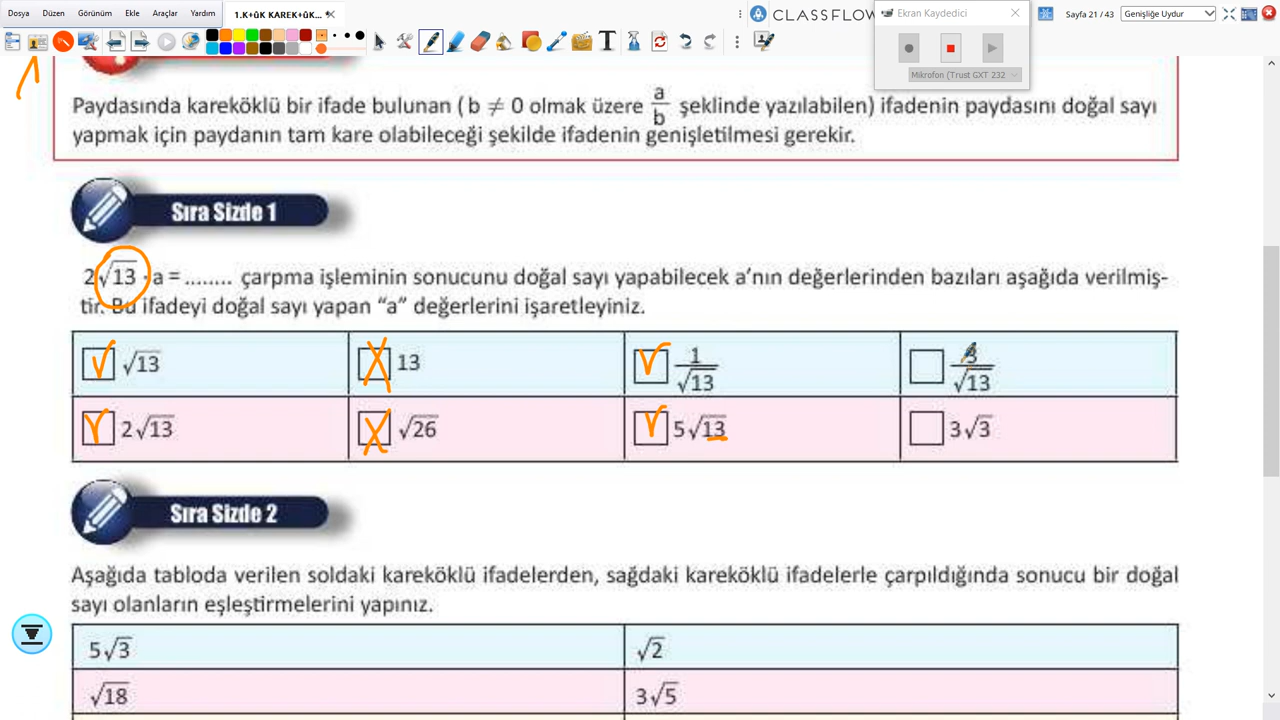 Dosya Düzen Görünüm Ekle Araçlar Yardım 1.K+ûK KAREK+ûK... CLASSFLOW Ekran Kaydedici Sayfa 21 / 43 Genişliğe Uydur
Mikrofon (Trust GXT 232
Paydasında kareköklü bir ifade bulunan ( b ≠ 0 olmak üzere a/b şeklinde yazılabilen) ifadenin paydasını doğal sayı
yapmak için paydanın tam kare olabileceği şekilde ifadenin genişletilmesi gerekir.
Sıra Sizde 1
2√13 · a = ........ çarpma işleminin sonucunu doğal sayı yapabilecek a'nın değerlerinden bazıları aşağıda verilmiş-
tir. Bu ifadeyi doğal sayı yapan "a" değerlerini işaretleyiniz.
√13 13 1/√13 3/√13
2√13 √26 5√13 3√3
Sıra Sizde 2
Aşağıda tabloda verilen soldaki kareköklü ifadelerden, sağdaki kareköklü ifadelerle çarpıldığında sonucu bir doğal
sayı olanların eşleştirmelerini yapınız.
5√3 √2
√18 3√5